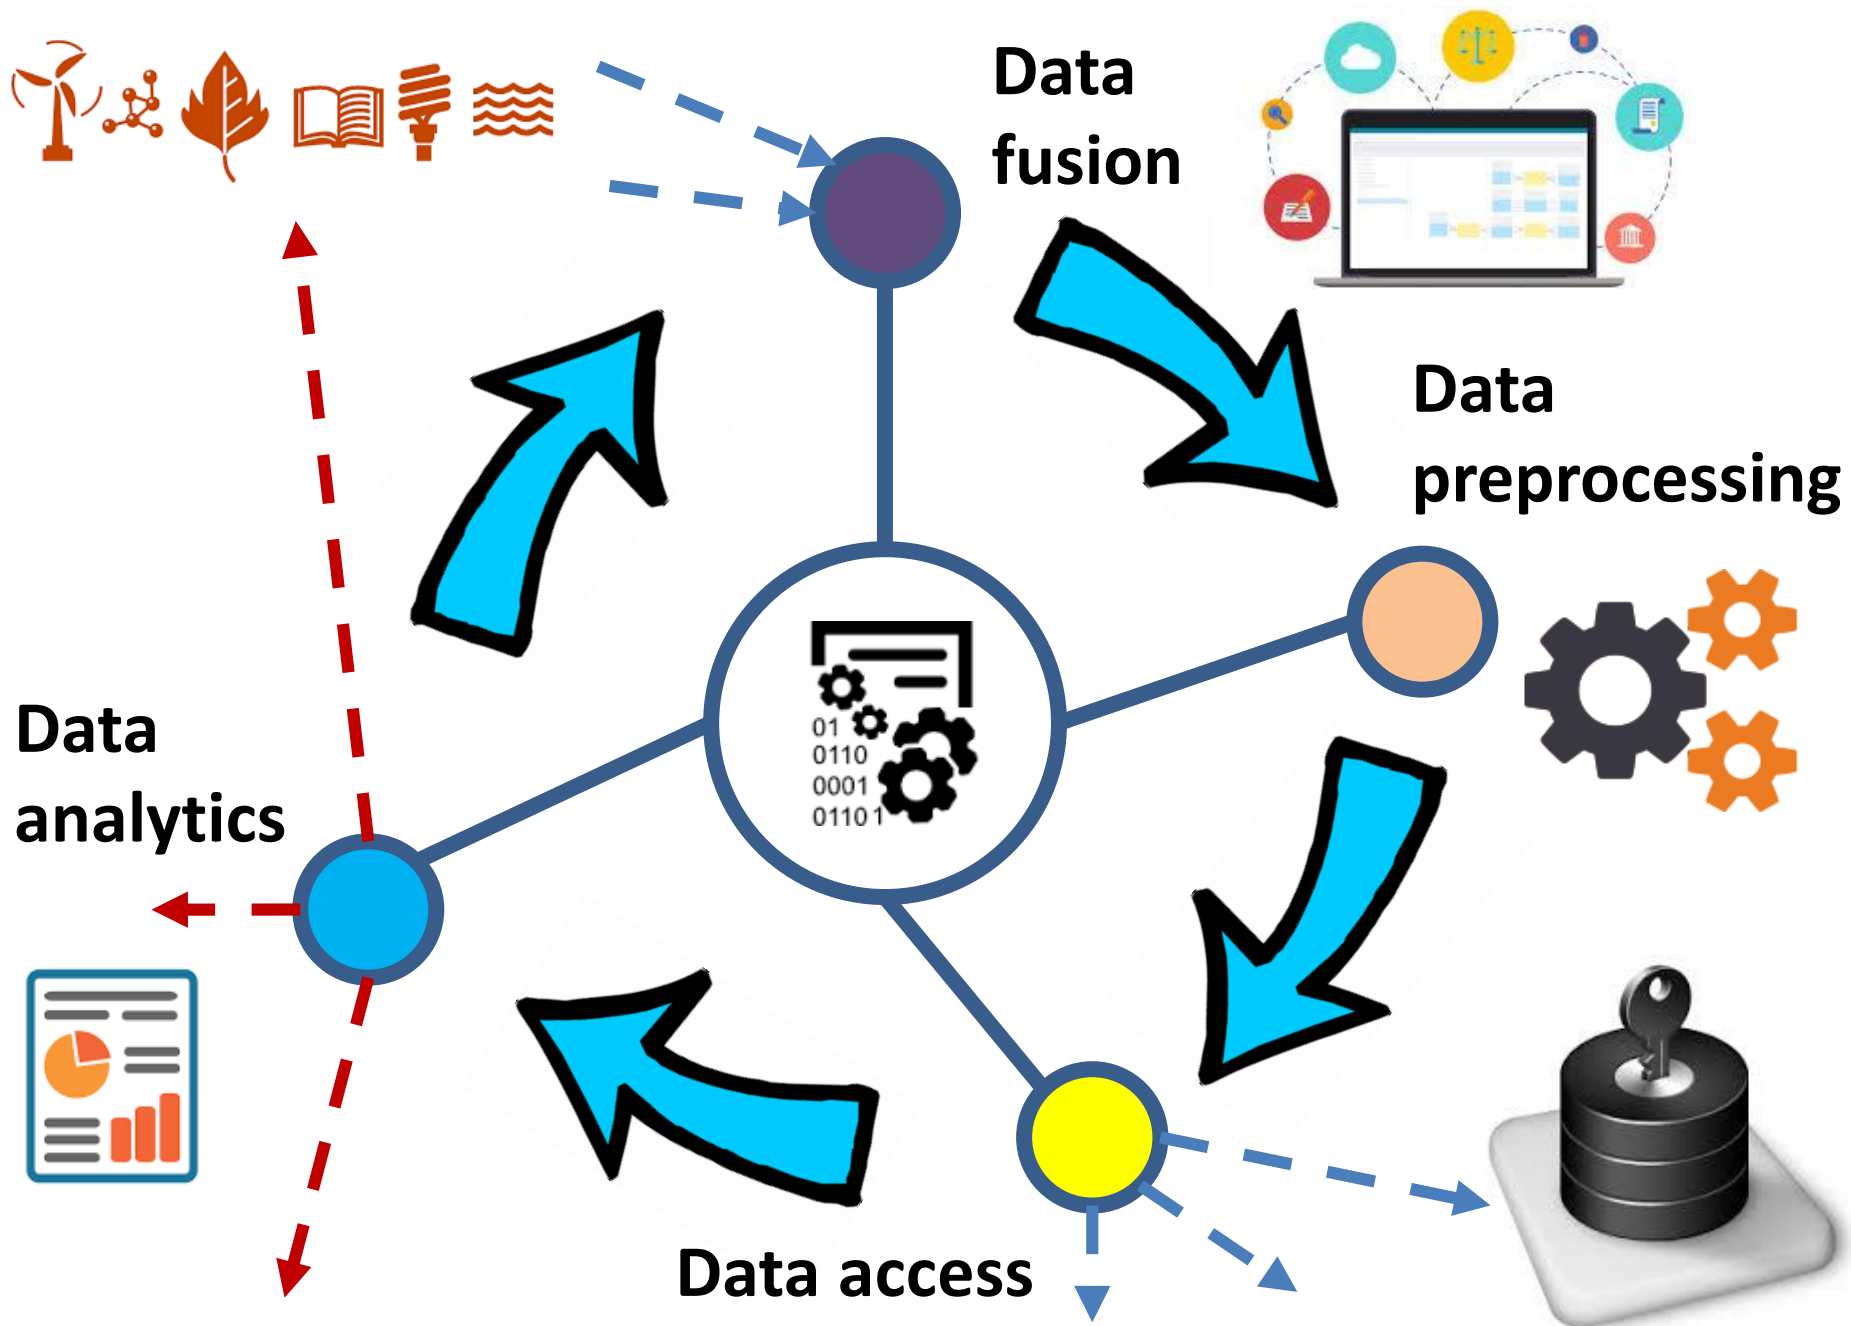 Data
fusion
Data
preprocessing
01
0110
0001
01101
Data
analytics
Data access